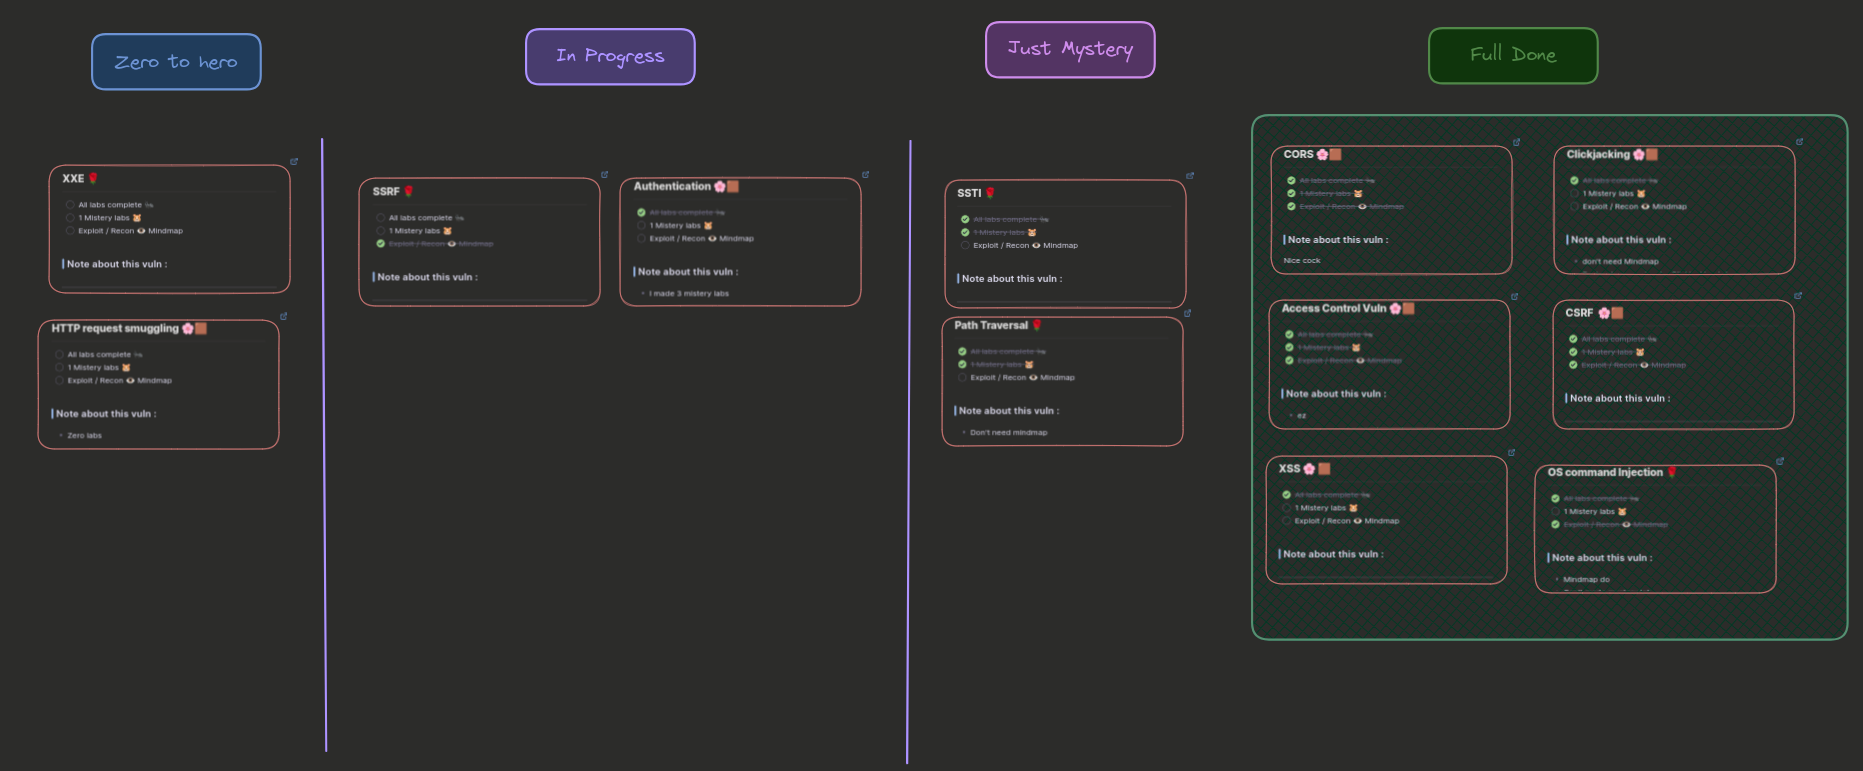 Zero to hero
In Progress
Just Mystery
Full Done
XXE
All labs complete
1 Mistery labs
Exploit / Recon Mindmap
Note about this vuln :
HTTP request smuggling
All labs complete
1 Mistery labs
Exploit / Recon Mindmap
Note about this vuln :
Zero labs
SSRF
All labs complete
1 Mistery labs
Exploit / Recon Mindmap
Note about this vuln :
Authentication
All labs complete
1 Mistery labs
Exploit / Recon Mindmap
Note about this vuln :
I made 3 mistery labs
SSTI
All labs complete
1 Mistery labs
Exploit / Recon Mindmap
Note about this vuln :
Path Traversal
All labs complete
1 Mistery labs
Exploit / Recon Mindmap
Note about this vuln :
Don't need mindmap
CORS
All labs complete
1 Mistery labs
Exploit / Recon Mindmap
Note about this vuln :
Nice cock
Clickjacking
All labs complete
1 Mistery labs
Exploit / Recon Mindmap
Note about this vuln :
don't need Mindmap
Access Control Vuln
All labs complete
1 Mistery labs
Exploit / Recon Mindmap
Note about this vuln :
ez
CSRF
All labs complete
1 Mistery labs
Exploit / Recon Mindmap
Note about this vuln :
XSS
All labs complete
1 Mistery labs
Exploit / Recon Mindmap
Note about this vuln :
OS command Injection
All labs complete
1 Mistery labs
Exploit / Recon Mindmap
Note about this vuln :
Mindmap do